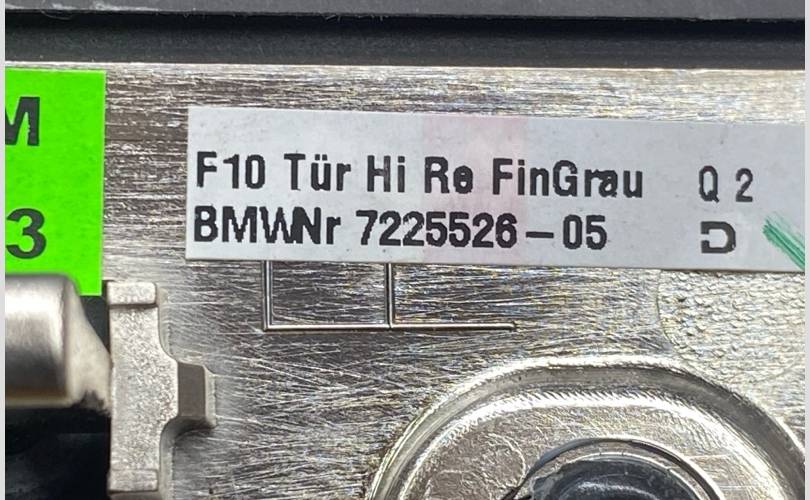 M
3
F10 Tür Hi Re FinGrau Q 2
BMWNr 7225526-05 D